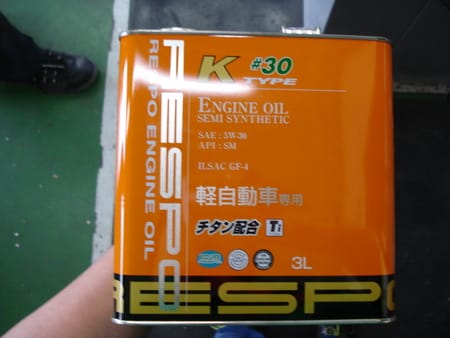 RESPO
RESPO ENGINE OIL
K #30
TYPE
ENGINE OIL
SEMI SYNTHETIC
SAE : 5W-30
API : SM
ILSAC GF-4
軽自動車専用
チタン配合 Ti
3L
RESPO